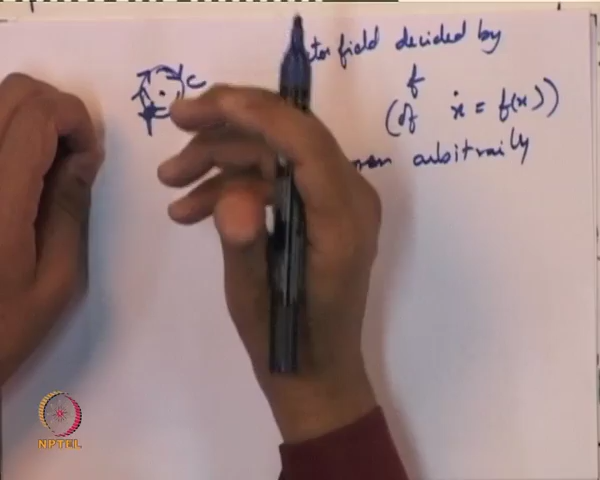 C
field decided by
f
(of ẋ = f(x))
arbitraily
NPTEL